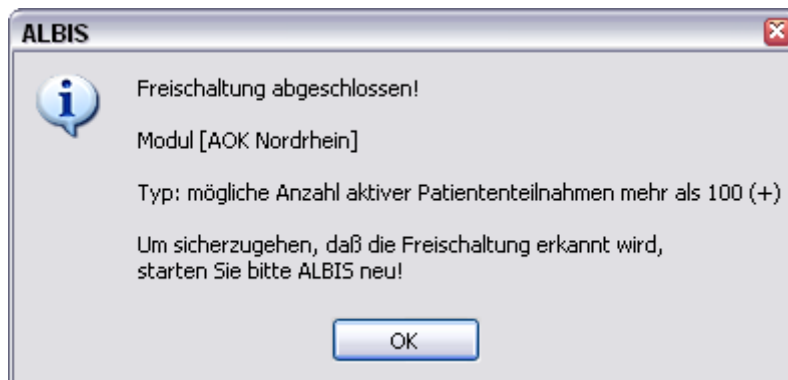 ALBIS
Freischaltung abgeschlossen!
Modul [AOK Nordrhein]
Typ: mögliche Anzahl aktiver Patiententeilnahmen mehr als 100 (+)
Um sicherzugehen, daß die Freischaltung erkannt wird,
starten Sie bitte ALBIS neu!
OK